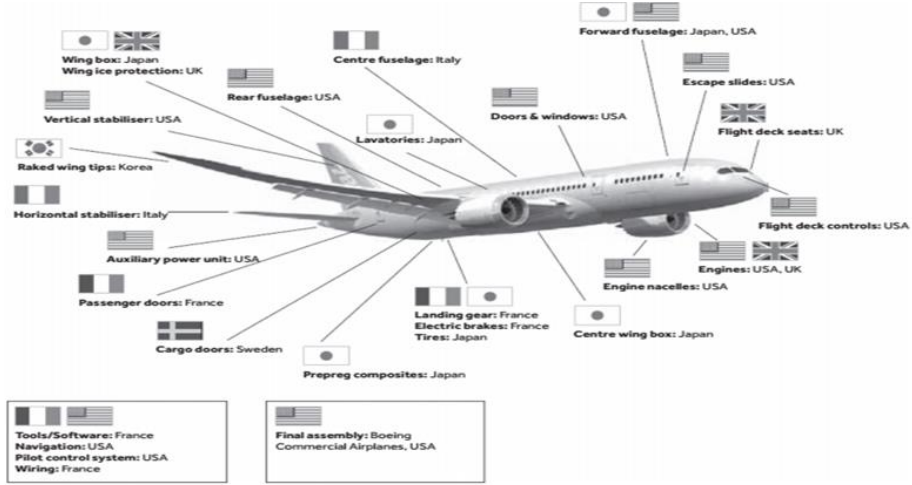 Forward fuselage: Japan, USA
Wing box: Japan
Wing ice protection: UK
Centre fuselage: Italy
Escape slides: USA
Rear fuselage: USA
Vertical stabiliser: USA
Doors & windows: USA
Flight deck seats: UK
Lavatories: Japan
Raked wing tips: Korea
Horizontal stabiliser: Italy
Flight deck controls: USA
Auxiliary power unit: USA
Engines: USA, UK
Engine nacelles: USA
Passenger doors: France
Landing gear: France
Electric brakes: France
Tires: Japan
Centre wing box: Japan
Cargo doors: Sweden
Prepreg composites: Japan
Tools/Software: France
Navigation: USA
Pilot control system: USA
Wiring: France
Final assembly: Boeing
Commercial Airplanes, USA